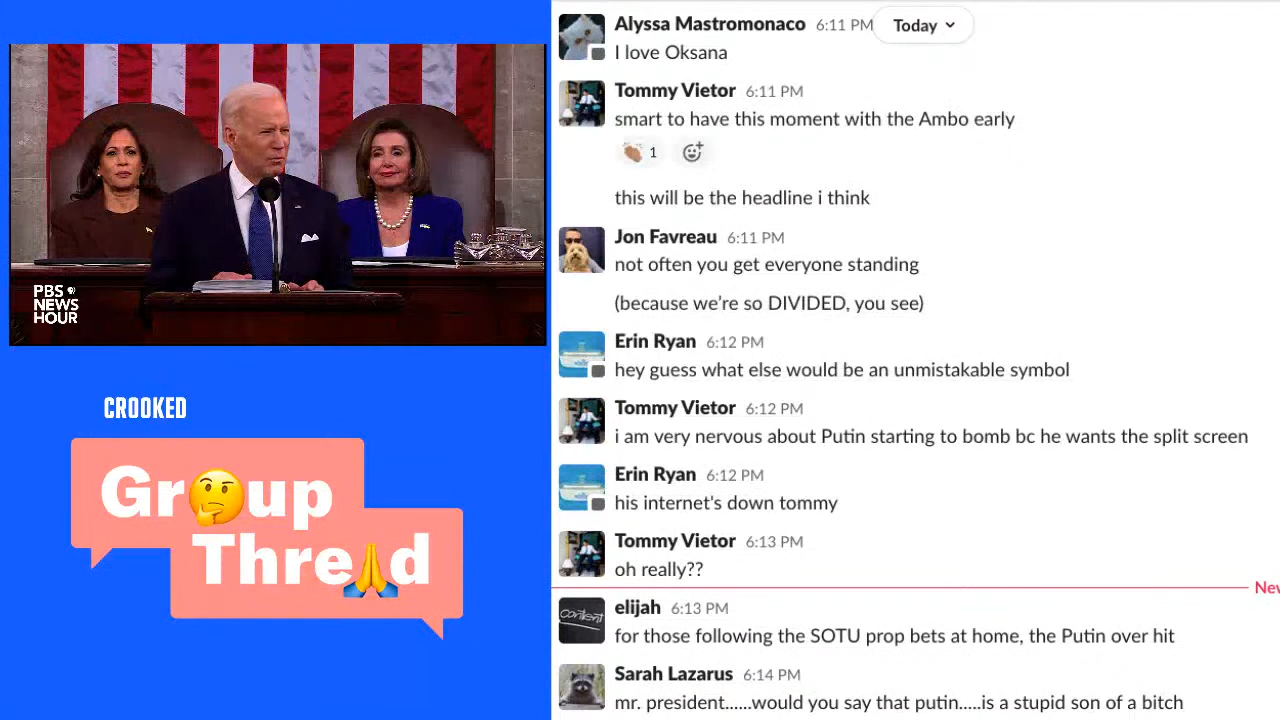 PBS
NEWS
HOUR
CROOKED
Gr🤔up
Thre🙏d
Alyssa Mastromonaco 6:11 PM
Today
I love Oksana
Tommy Vietor 6:11 PM
smart to have this moment with the Ambo early
1
this will be the headline i think
Jon Favreau 6:11 PM
not often you get everyone standing
(because we're so DIVIDED, you see)
Erin Ryan 6:12 PM
hey guess what else would be an unmistakable symbol
Tommy Vietor 6:12 PM
i am very nervous about Putin starting to bomb bc he wants the split screen
Erin Ryan 6:12 PM
his internet's down tommy
Tommy Vietor 6:13 PM
oh really??
New
content
elijah 6:13 PM
for those following the SOTU prop bets at home, the Putin over hit
Sarah Lazarus 6:14 PM
mr. president......would you say that putin.....is a stupid son of a bitch